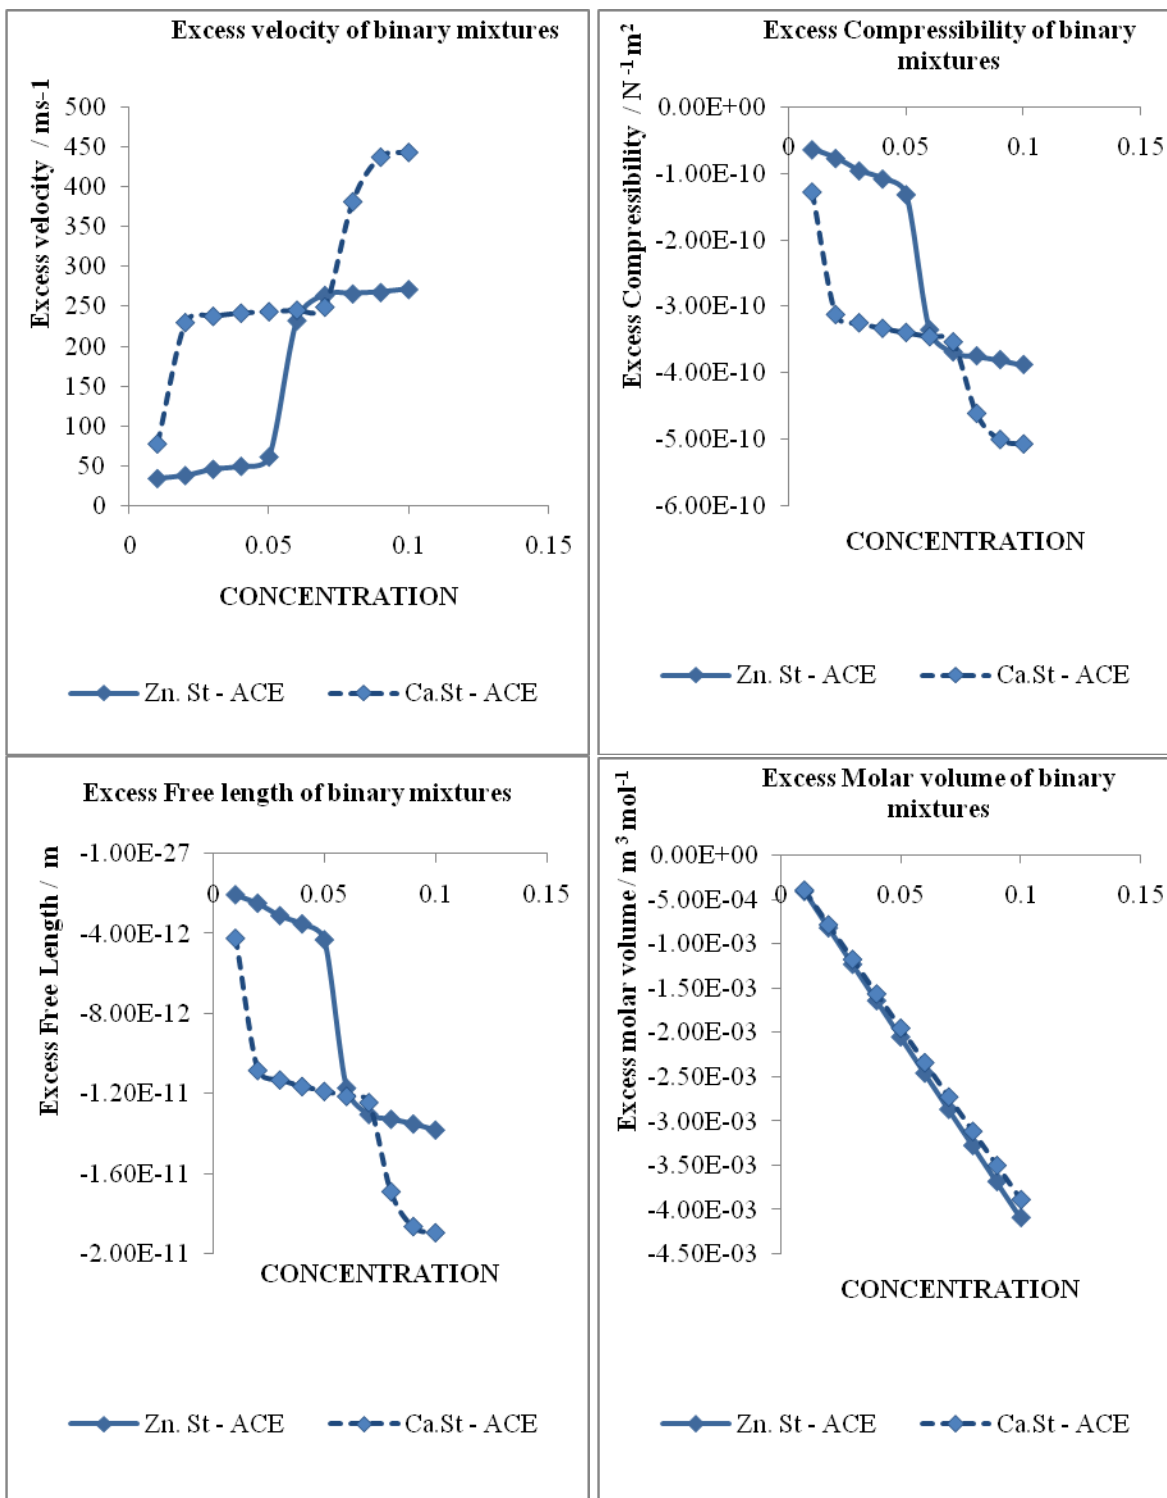 Excess velocity of binary mixtures
Excess velocity / ms-1
500
450
400
350
300
250
200
150
100
50
0
0 0.05 0.1 0.15
CONCENTRATION
Zn. St - ACE Ca.St - ACE
Excess Compressibility of binary
mixtures
Excess Compressibility / N⁻¹m²
0.00E+00
0 0.05 0.1 0.15
-1.00E-10
-2.00E-10
-3.00E-10
-4.00E-10
-5.00E-10
-6.00E-10
CONCENTRATION
Zn. St - ACE Ca.St - ACE
Excess Free length of binary mixtures
Excess Free Length / m
-1.00E-27
0 0.05 0.1 0.15
-4.00E-12
-8.00E-12
-1.20E-11
-1.60E-11
-2.00E-11
CONCENTRATION
Zn. St - ACE Ca.St - ACE
Excess Molar volume of binary
mixtures
Excess molar volume / m³ mol⁻¹
0.00E+00
0 0.05 0.1 0.15
-5.00E-04
-1.00E-03
-1.50E-03
-2.00E-03
-2.50E-03
-3.00E-03
-3.50E-03
-4.00E-03
-4.50E-03
CONCENTRATION
Zn. St - ACE Ca.St - ACE